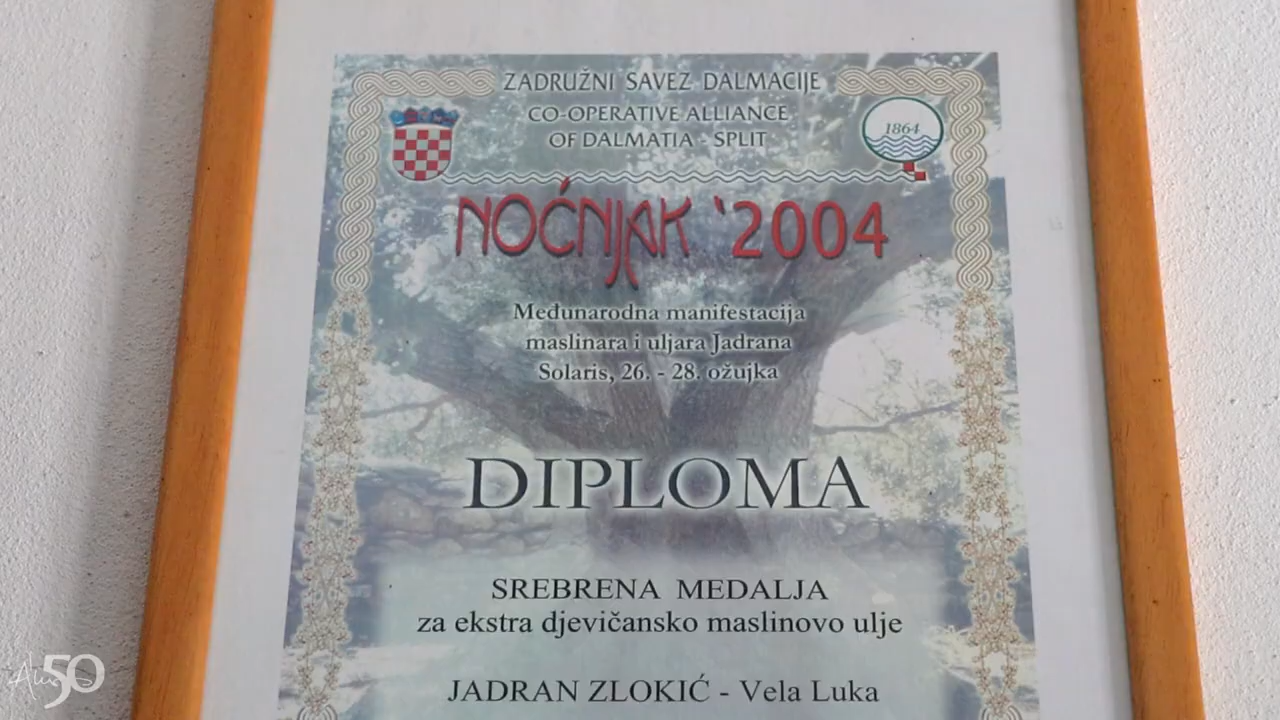 ZADRUŽNI SAVEZ DALMACIJE
CO-OPERATIVE ALLIANCE
OF DALMATIA - SPLIT
1864
NOĆNJAK '2004
Međunarodna manifestacija
maslinara i uljara Jadrana
Solaris, 26. - 28. ožujka
DIPLOMA
SREBRENA MEDALJA
za ekstra djevičansko maslinovo ulje
JADRAN ZLOKIĆ - Vela Luka
50